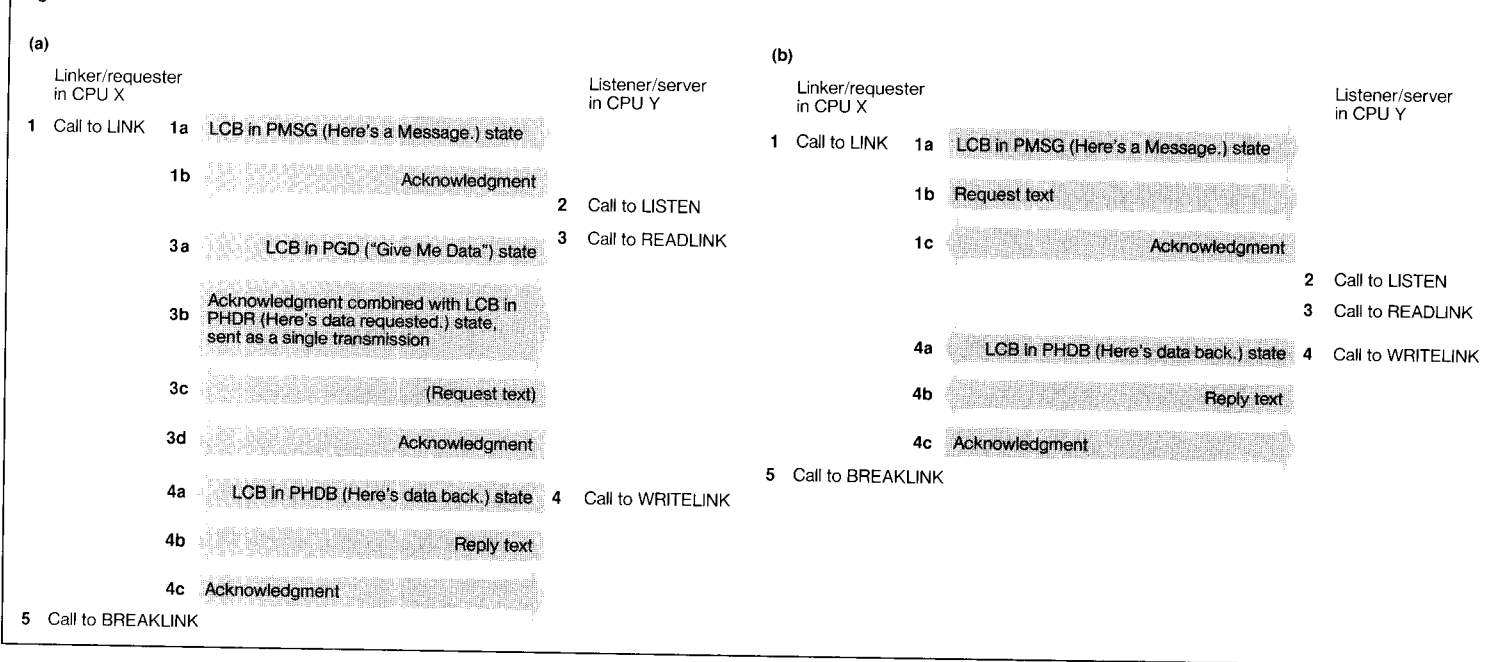 (a)
Linker/requester
in CPU X
Listener/server
in CPU Y
1 Call to LINK 1a LCB in PMSG (Here's a Message.) state
1b Acknowledgment
2 Call to LISTEN
3a LCB in PGD ("Give Me Data") state 3 Call to READLINK
3b Acknowledgment combined with LCB in
PHDR (Here's data requested.) state,
sent as a single transmission
3c (Request text)
3d Acknowledgment
4a LCB in PHDB (Here's data back.) state 4 Call to WRITELINK
4b Reply text
4c Acknowledgment
5 Call to BREAKLINK
(b)
Linker/requester
in CPU X
Listener/server
in CPU Y
1 Call to LINK 1a LCB in PMSG (Here's a Message.) state
1b Request text
1c Acknowledgment
2 Call to LISTEN
3 Call to READLINK
4a LCB in PHDB (Here's data back.) state 4 Call to WRITELINK
4b Reply text
4c Acknowledgment
5 Call to BREAKLINK